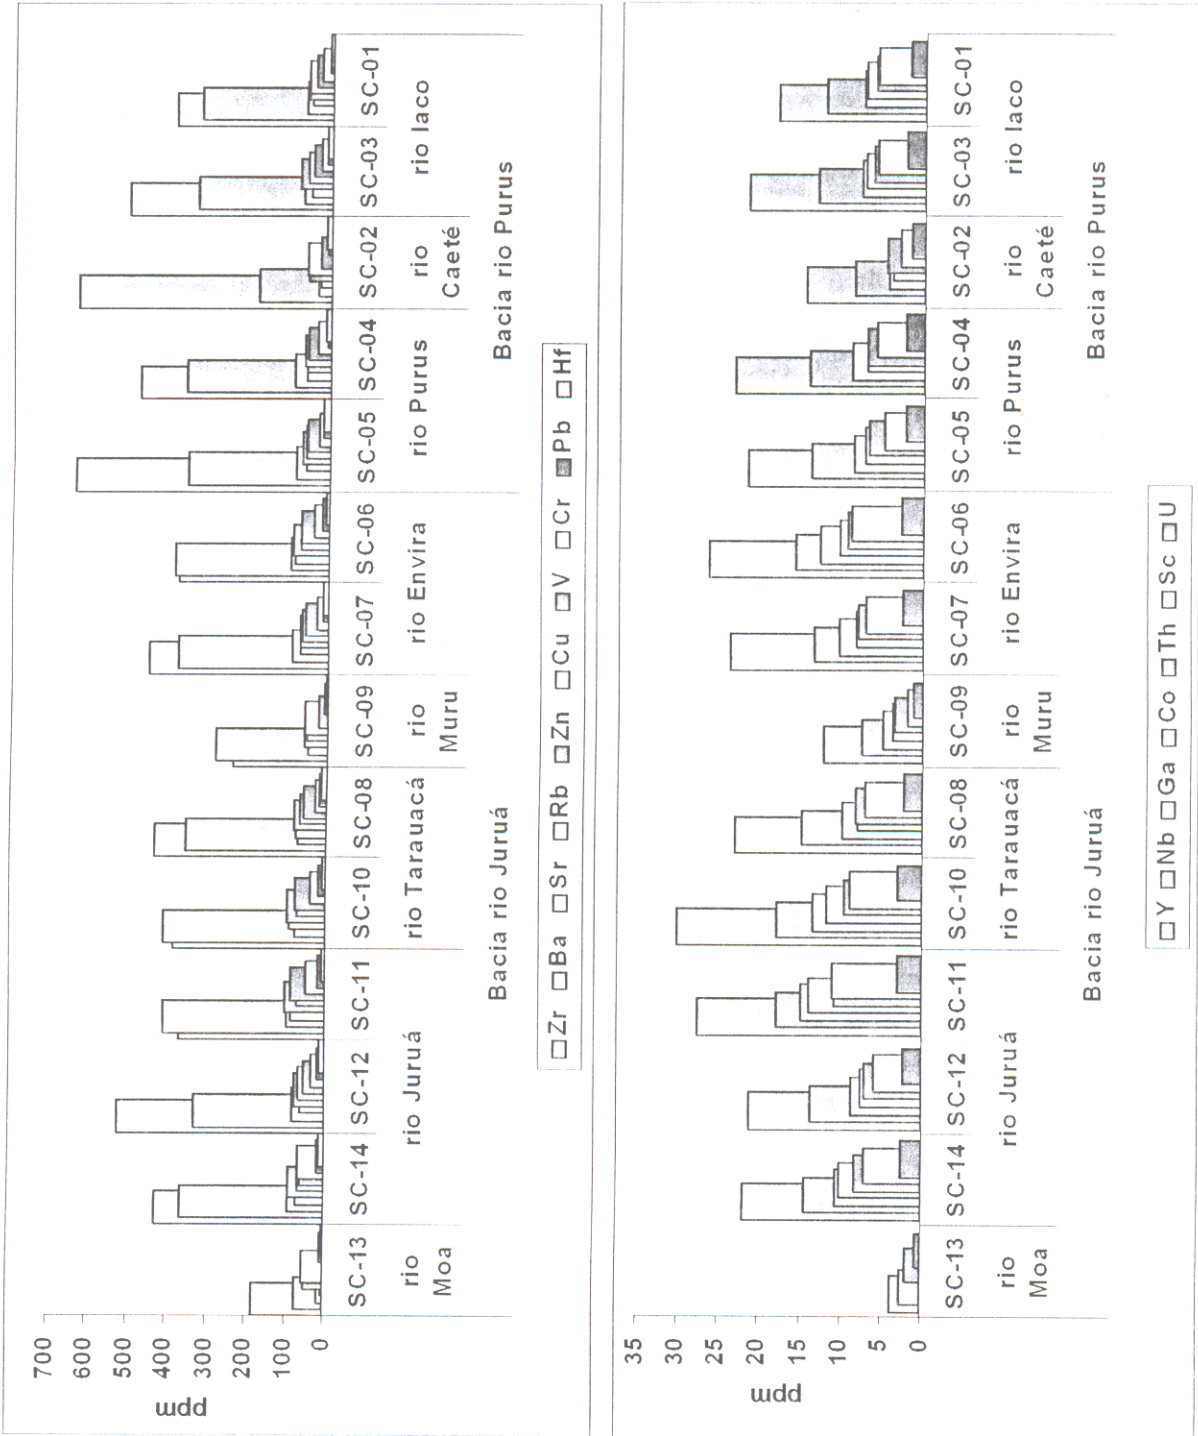 ppm
700
600
500
400
300
200
100
0
SC-13 SC-14 SC-12 SC-11 SC-10 SC-08 SC-09 SC-07 SC-06 SC-05 SC-04 SC-02 SC-03 SC-01
rio Moa rio Juruá rio Tarauacá rio Muru rio Envira rio Purus rio Caeté rio Iaco
Bacia rio Juruá Bacia rio Purus
Zr Ba Sr Rb Zn Cu V Cr Pb Hf
ppm
35
30
25
20
15
10
5
0
SC-13 SC-14 SC-12 SC-11 SC-10 SC-08 SC-09 SC-07 SC-06 SC-05 SC-04 SC-02 SC-03 SC-01
rio Moa rio Juruá rio Tarauacá rio Muru rio Envira rio Purus rio Caeté rio Iaco
Bacia rio Juruá Bacia rio Purus
Y Nb Ga Co Th Sc U